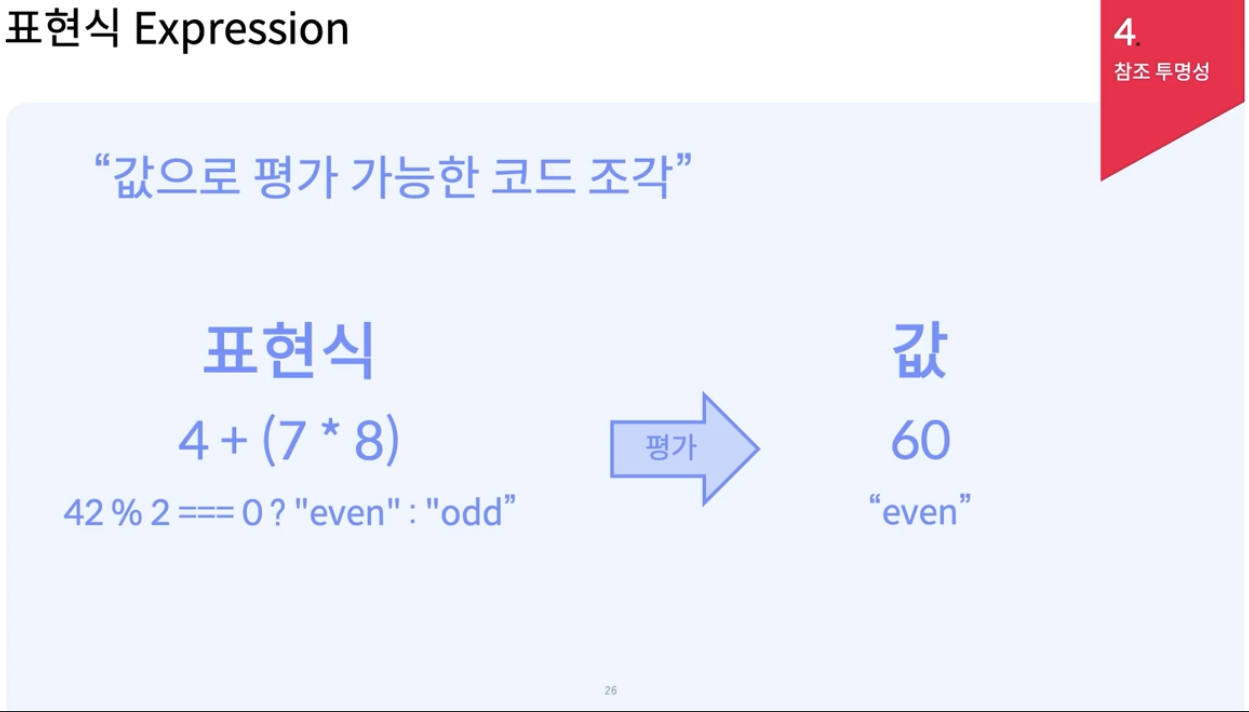 표현식 Expression
4.
참조 투명성
“값으로 평가 가능한 코드 조각”
표현식
값
4 + (7 * 8)
평가
60
42 % 2 === 0 ? "even" : "odd”
“even”
26